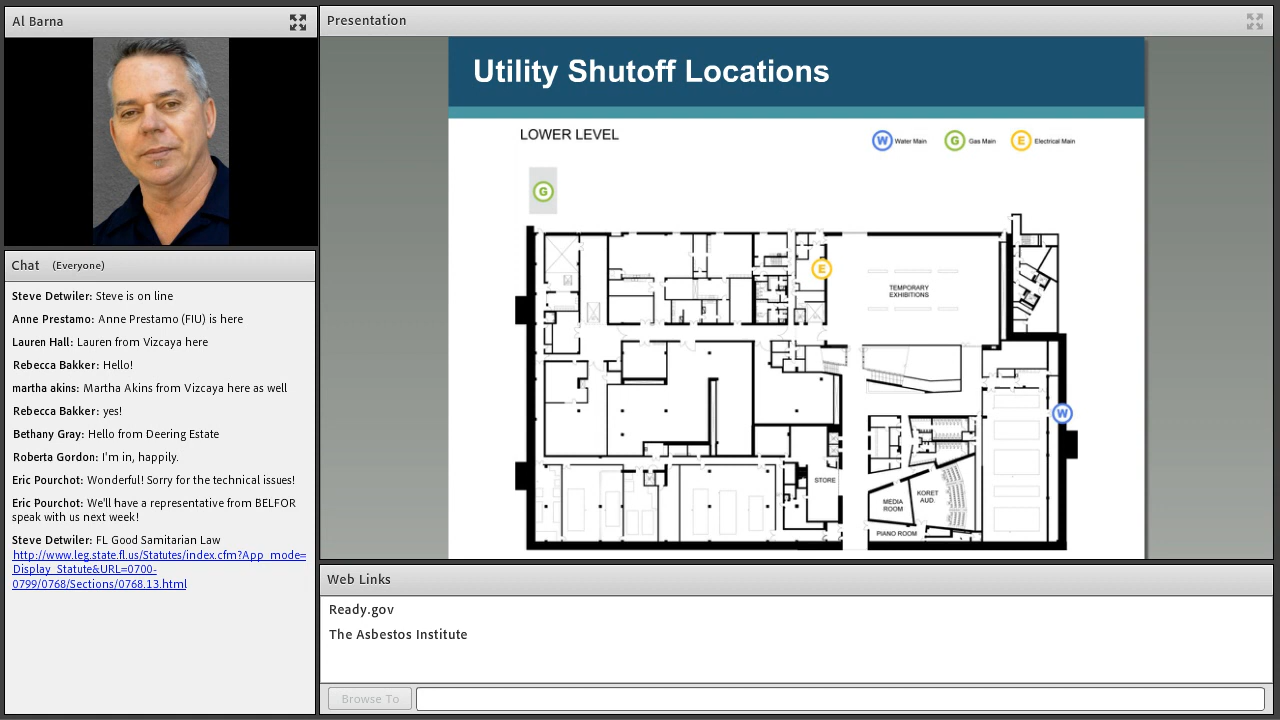 Al Barna
Chat (Everyone)
Steve Detwiler: Steve is on line
Anne Prestamo: Anne Prestamo (FIU) is here
Lauren Hall: Lauren from Vizcaya here
Rebecca Bakker: Hello!
martha akins: Martha Akins from Vizcaya here as well
Rebecca Bakker: yes!
Bethany Gray: Hello from Deering Estate
Roberta Gordon: I'm in, happily.
Eric Pourchot: Wonderful! Sorry for the technical issues!
Eric Pourchot: we'll have a representative from BELFOR
speak with us next week!
Steve Detwiler: FL Good Samitarian Law
http://www.leg.state.fl.us/Statutes/index.cfm?App_mode=
Display_Statute&URL=0700-
0799/0768/Sections/0768.13.html
Presentation
Utility Shutoff Locations
LOWER LEVEL
W Water Main G Gas Main E Electrical Main
G
E
TEMPORARY
EXHIBITIONS
W
STORE
MEDIA
ROOM
KORET
AUD.
PIANO ROOM
Web Links
Ready.gov
The Asbestos Institute
Browse To